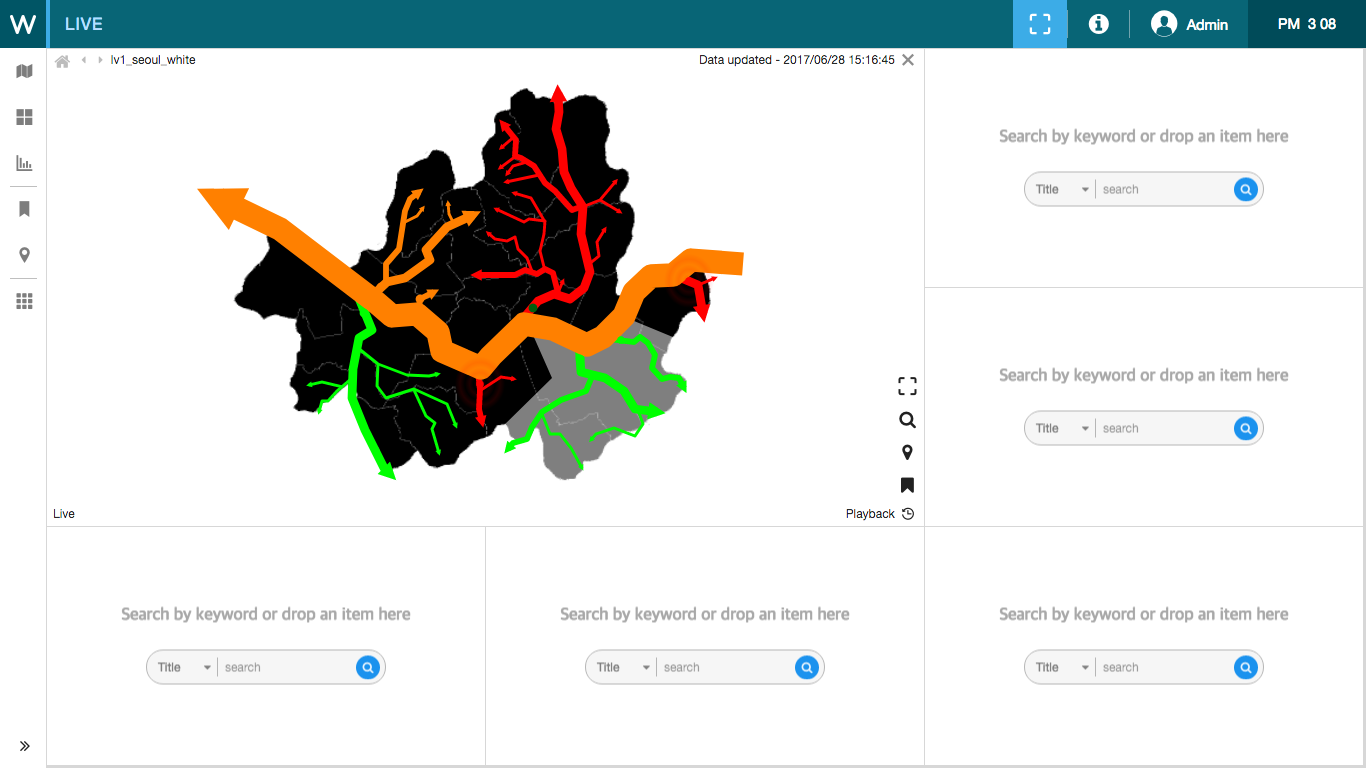 W LIVE Admin PM 3 08
lv1_seoul_white Data updated - 2017/06/28 15:16:45
Search by keyword or drop an item here
Title search
Search by keyword or drop an item here
Title search
Live Playback
Search by keyword or drop an item here
Title search
Search by keyword or drop an item here
Title search
Search by keyword or drop an item here
Title search